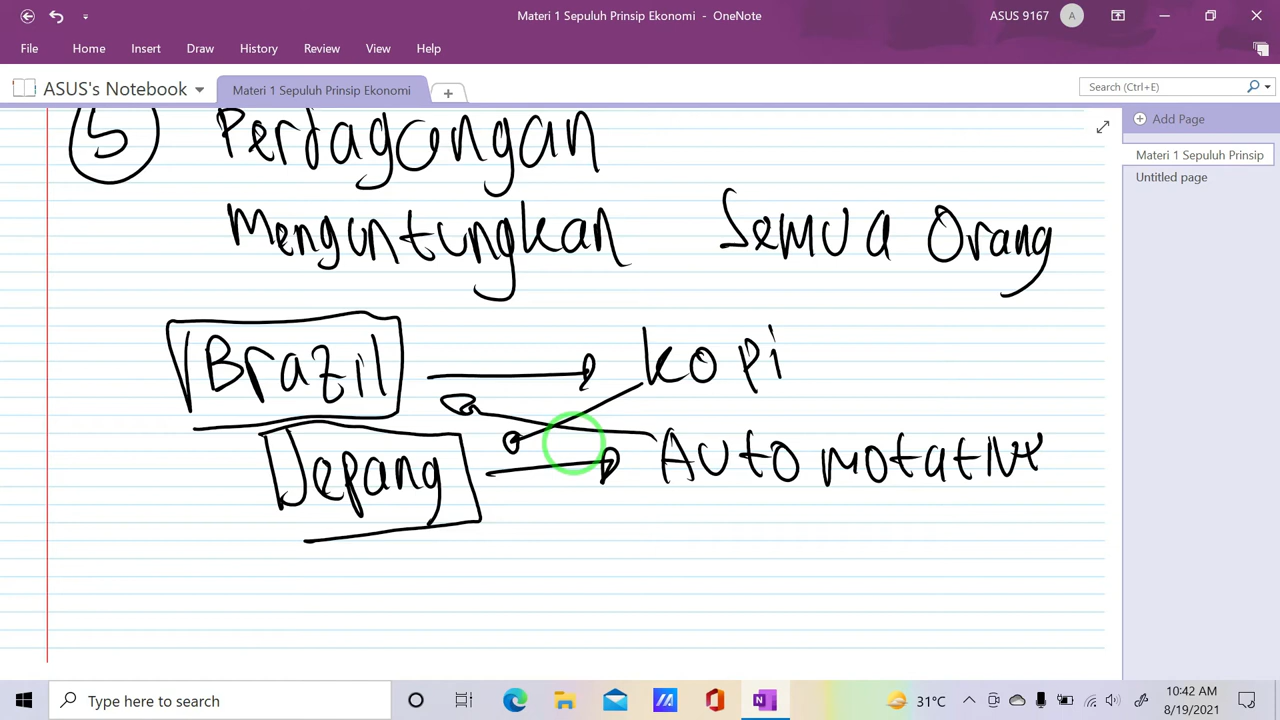 Materi 1 Sepuluh Prinsip Ekonomi - OneNote
ASUS 9167
A
File Home Insert Draw History Review View Help
ASUS's Notebook
Materi 1 Sepuluh Prinsip Ekonomi
Search (Ctrl+E)
Add Page
Materi 1 Sepuluh Prinsip
Untitled page
5 Perdagangan
Menguntungkan Semua Orang
Brazil kopi
Jepang Automotative
Type here to search
31°C
10:42 AM
8/19/2021